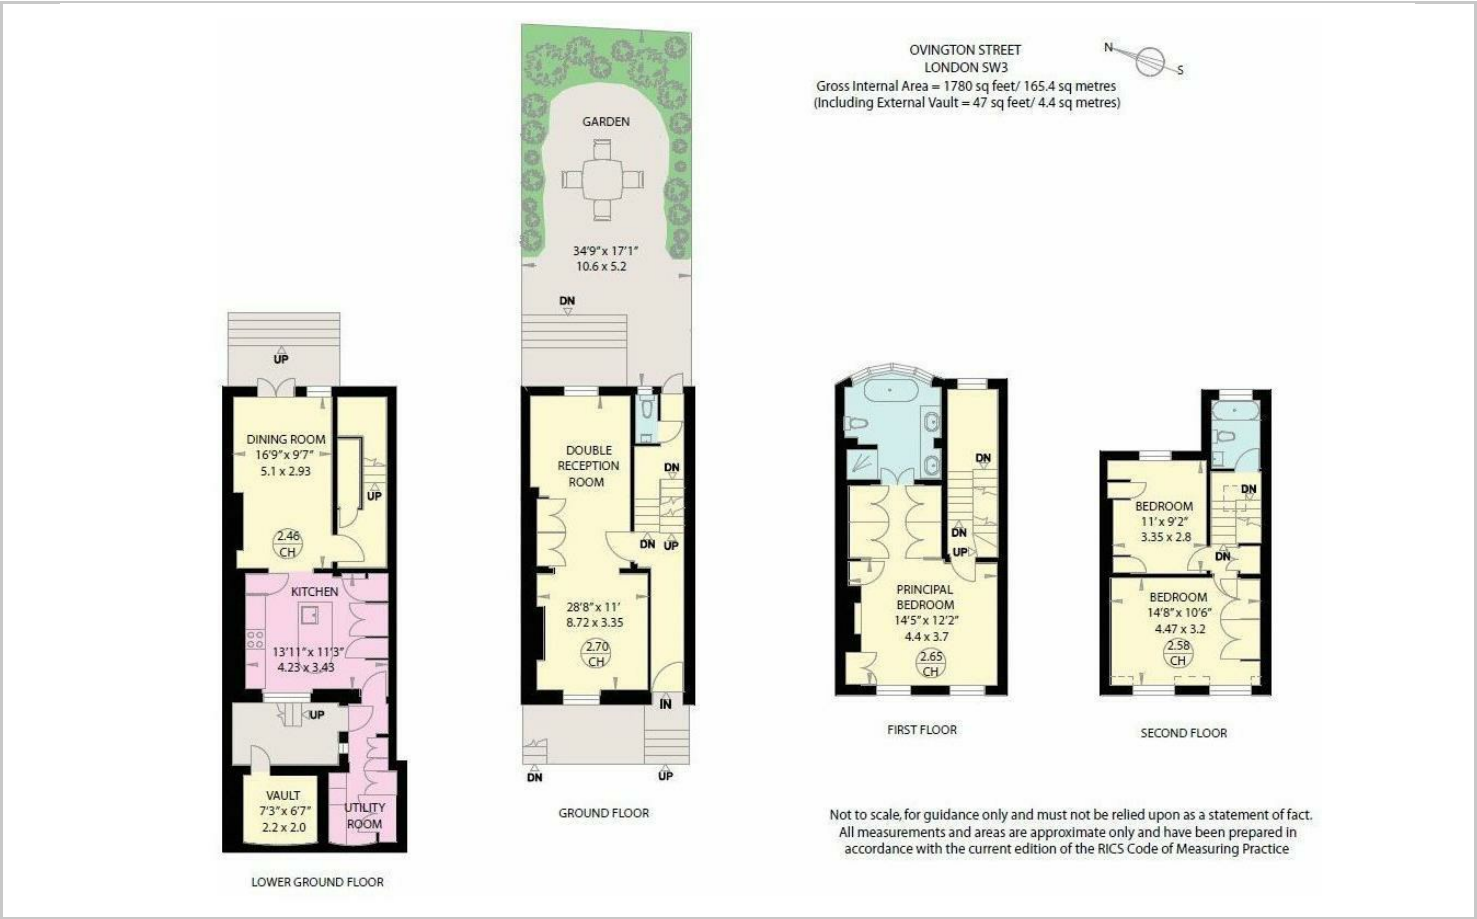 OVINGTON STREET
LONDON SW3
Gross Internal Area = 1780 sq feet/ 165.4 sq metres
(Including External Vault = 47 sq feet/ 4.4 sq metres)
N
S
GARDEN
34'9" x 17'1"
10.6 x 5.2
DN
UP
DINING ROOM
16'9" x 9'7"
5.1 x 2.93
UP
2.46
CH
KITCHEN
13'11" x 11'3"
4.23 x 3.43
UP
VAULT
7'3" x 6'7"
2.2 x 2.0
UTILITY
ROOM
LOWER GROUND FLOOR
DOUBLE
RECEPTION
ROOM
DN
DN
UP
28'8" x 11'
8.72 x 3.35
2.70
CH
IN
DN
UP
GROUND FLOOR
DN
DN
UP
PRINCIPAL
BEDROOM
14'5" x 12'2"
4.4 x 3.7
2.65
CH
FIRST FLOOR
DN
BEDROOM
11' x 9'2"
3.35 x 2.8
DN
BEDROOM
14'8" x 10'6"
4.47 x 3.2
2.58
CH
SECOND FLOOR
Not to scale, for guidance only and must not be relied upon as a statement of fact.
All measurements and areas are approximate only and have been prepared in
accordance with the current edition of the RICS Code of Measuring Practice